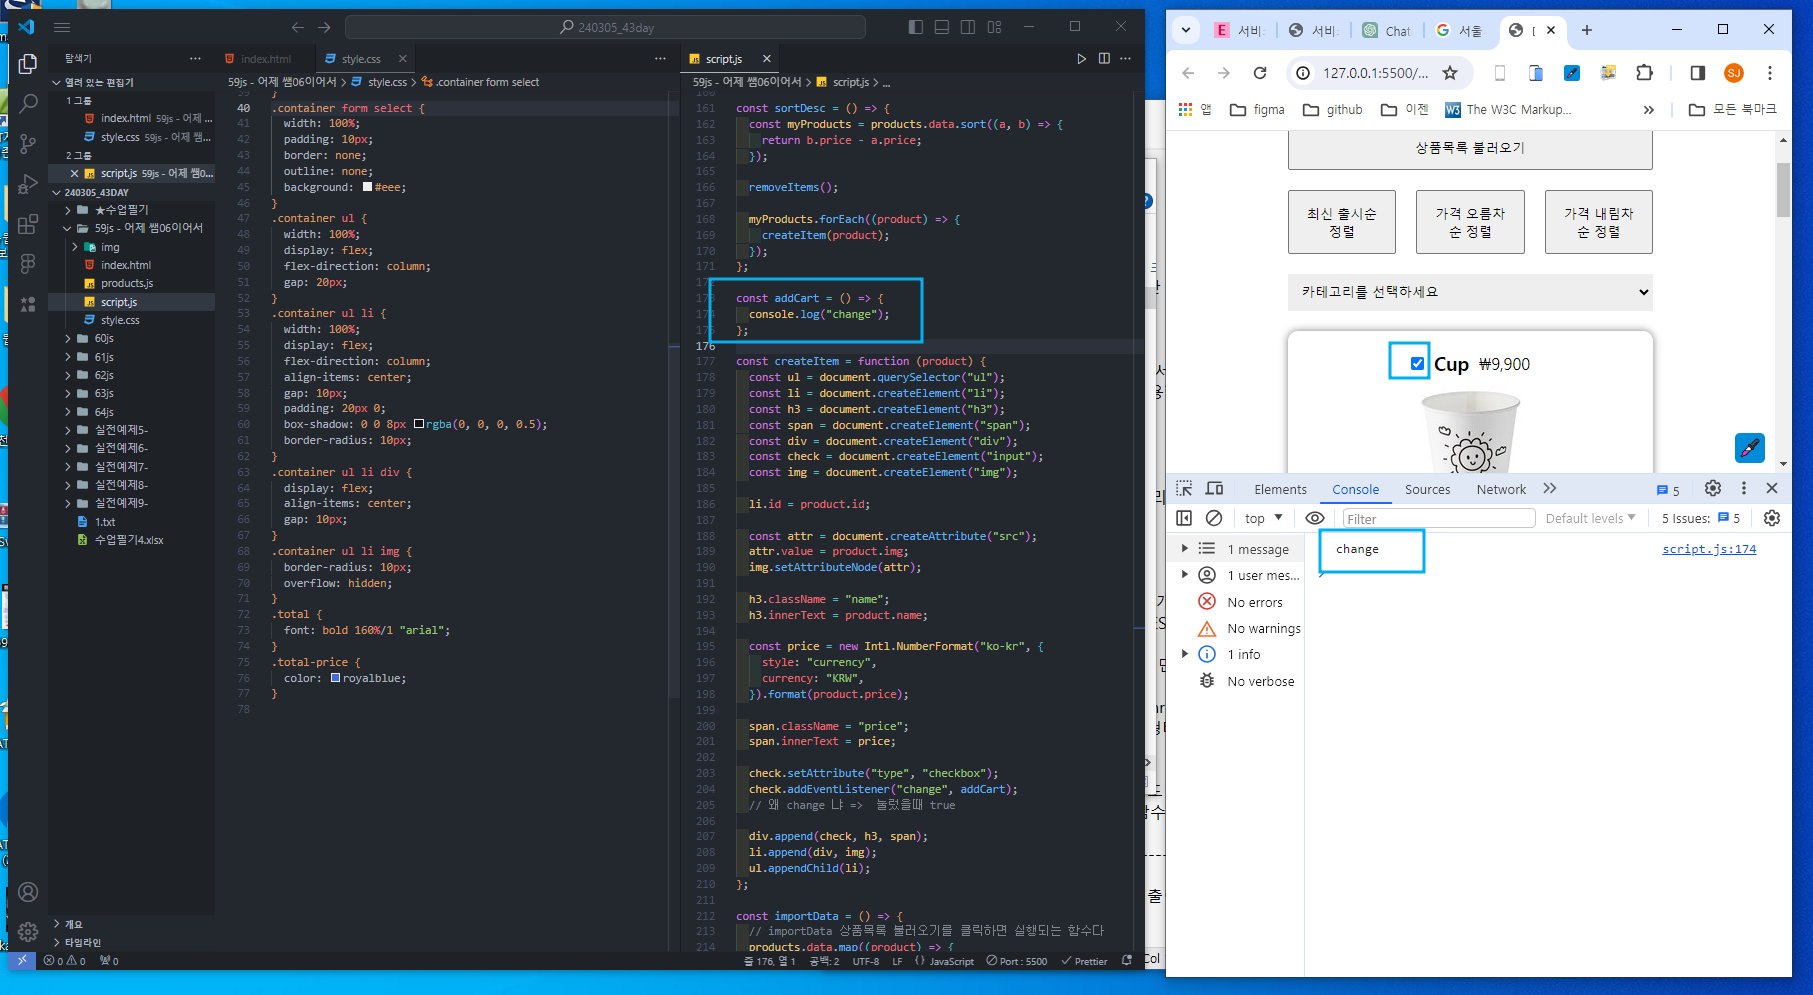 240305_43day
탐색기
열려 있는 편집기
1 그룹
index.html 59js - 어제 ...
style.css 59js - 어제 쌤...
2 그룹
script.js 59js - 어제 쌤0...
240305_43DAY
★수업필기
59js - 어제 쌤06이어서
img
index.html
products.js
script.js
style.css
60js
61js
62js
63js
64js
실전예제5-
실전예제6-
실전예제7-
실전예제8-
실전예제9-
1.txt
수업필기4.xlsx
개요
타임라인
index.html
style.css
59js - 어제 쌤06이어서 > style.css > .container form select
40 .container form select {
41 width: 100%;
42 padding: 10px;
43 border: none;
44 outline: none;
45 background: #eee;
46 }
47 .container ul {
48 width: 100%;
49 display: flex;
50 flex-direction: column;
51 gap: 20px;
52 }
53 .container ul li {
54 width: 100%;
55 display: flex;
56 flex-direction: column;
57 align-items: center;
58 gap: 10px;
59 padding: 20px 0;
60 box-shadow: 0 0 8px rgba(0, 0, 0, 0.5);
61 border-radius: 10px;
62 }
63 .container ul li div {
64 display: flex;
65 align-items: center;
66 gap: 10px;
67 }
68 .container ul li img {
69 border-radius: 10px;
70 overflow: hidden;
71 }
72 .total {
73 font: bold 160%/1 "arial";
74 }
75 .total-price {
76 color: royalblue;
77 }
78
script.js
59js - 어제 쌤06이어서 > script.js > ...
161 const sortDesc = () => {
162 const myProducts = products.data.sort((a, b) => {
163 return b.price - a.price;
164 });
165
166 removeItems();
167
168 myProducts.forEach((product) => {
169 createItem(product);
170 });
171 };
173 const addCart = () => {
174 console.log("change");
175 };
176
177 const createItem = function (product) {
178 const ul = document.querySelector("ul");
179 const li = document.createElement("li");
180 const h3 = document.createElement("h3");
181 const span = document.createElement("span");
182 const div = document.createElement("div");
183 const check = document.createElement("input");
184 const img = document.createElement("img");
185
186 li.id = product.id;
187
188 const attr = document.createAttribute("src");
189 attr.value = product.img;
190 img.setAttributeNode(attr);
191
192 h3.className = "name";
193 h3.innerText = product.name;
194
195 const price = new Intl.NumberFormat("ko-kr", {
196 style: "currency",
197 currency: "KRW",
198 }).format(product.price);
199
200 span.className = "price";
201 span.innerText = price;
202
203 check.setAttribute("type", "checkbox");
204 check.addEventListener("change", addCart);
205 // 왜 change 냐 => 눌렀을때 true
206
207 div.append(check, h3, span);
208 li.append(div, img);
209 ul.appendChild(li);
210 };
211
212 const importData = () => {
213 // importData 상품목록 불러오기를 클릭하면 실행되는 함수다
214 products.data.map((product) => {
0 0 0
줄 176, 열 1 공백: 2 UTF-8 LF {} JavaScript Port : 5500 Prettier
서비스
서비스
Chat
서울
127.0.0.1:5500/...
SJ
앱 figma github 이젠 The W3C Markup... » 모든 북마크
상품목록 불러오기
최신 출시순 정렬
가격 오름차순 정렬
가격 내림차순 정렬
카테고리를 선택하세요
Cup ₩9,900
Elements Console Sources Network » 5
top Filter Default levels 5 Issues: 5
1 message
1 user mes...
No errors
No warnings
1 info
No verbose
change script.js:174